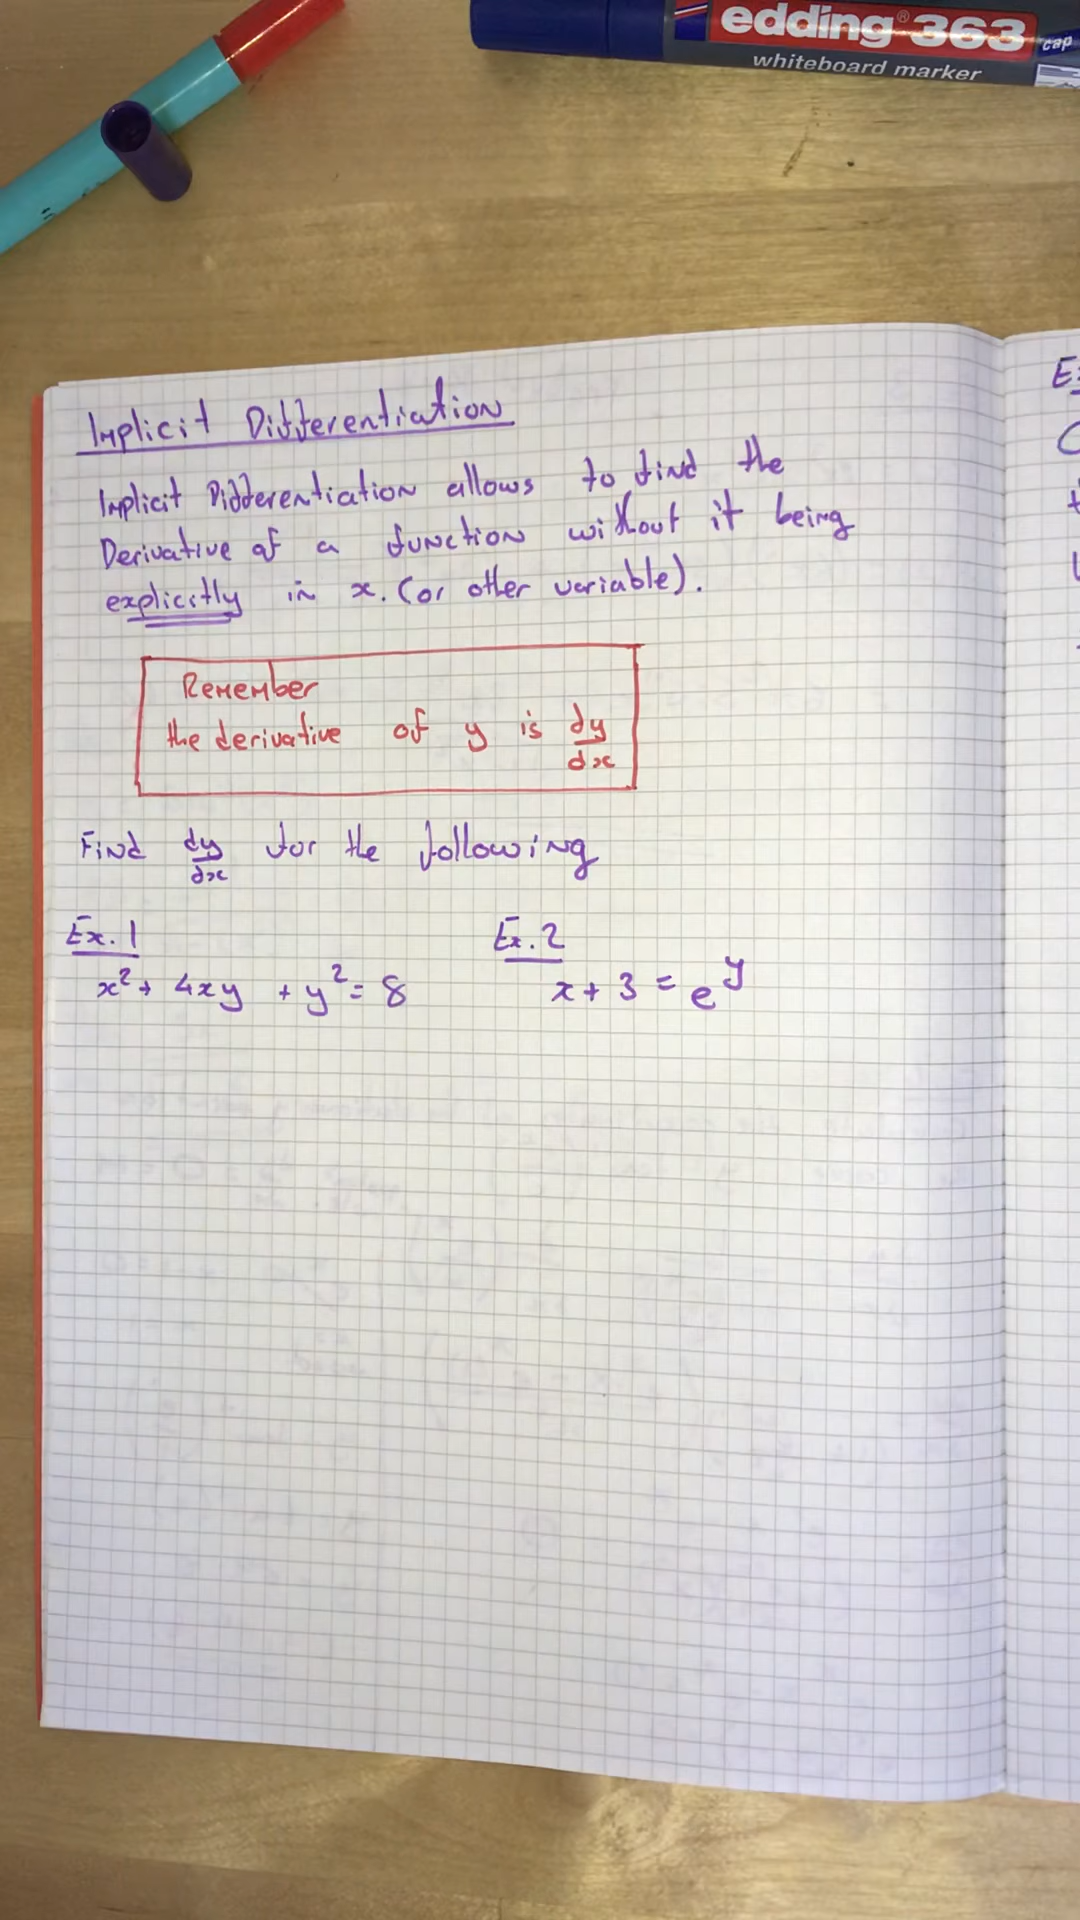 edding® 363
cap
whiteboard marker
Implicit Differentiation
Implicit Differentiation allows to find the
Derivative of a function without it being
explicitly in x. (or other variable).
Remember
the derivative of y is dy/dx
Find dy/dx for the following
Ex. 1
x² + 4xy + y² = 8
Ex. 2
x + 3 = e^y